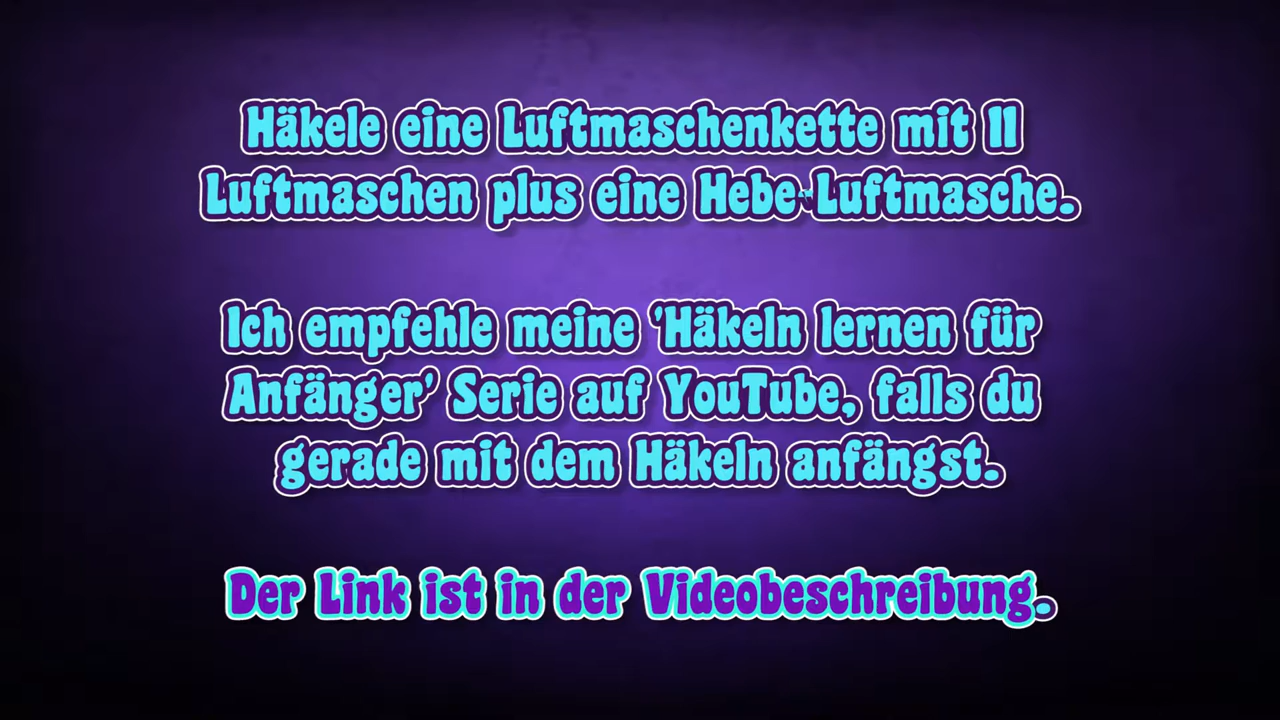 Häkele eine Luftmaschenkette mit 11
Luftmaschen plus eine Hebe-Luftmasche.
Ich empfehle meine 'Häkeln lernen für
Anfänger' Serie auf YouTube, falls du
gerade mit dem Häkeln anfängst.
Der Link ist in der Videobeschreibung.